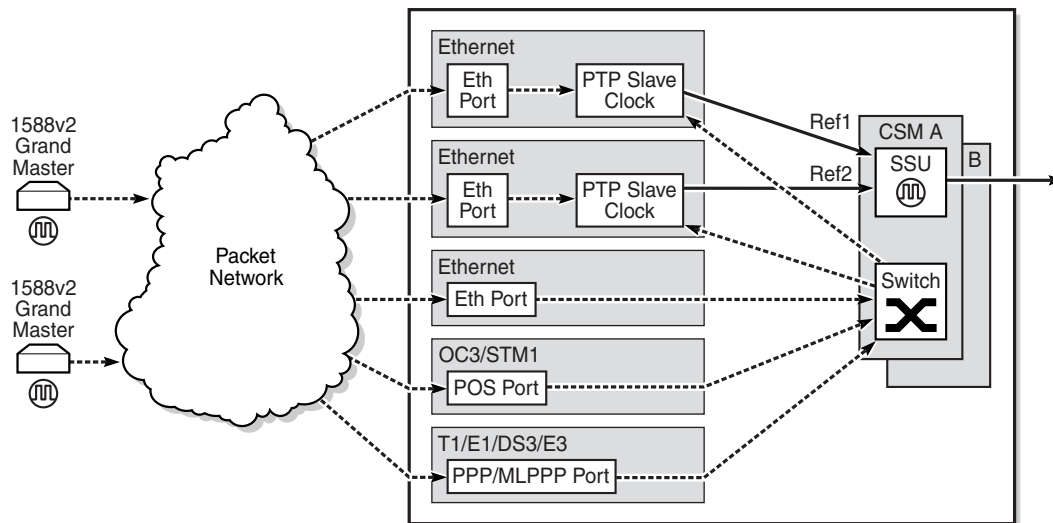 1588v2
Grand
Master
1588v2
Grand
Master
Packet
Network
Ethernet
Eth
Port
PTP Slave
Clock
Ethernet
Eth
Port
PTP Slave
Clock
Ethernet
Eth Port
OC3/STM1
POS Port
T1/E1/DS3/E3
PPP/MLPPP Port
Ref1
Ref2
CSM A
SSU
B
Switch